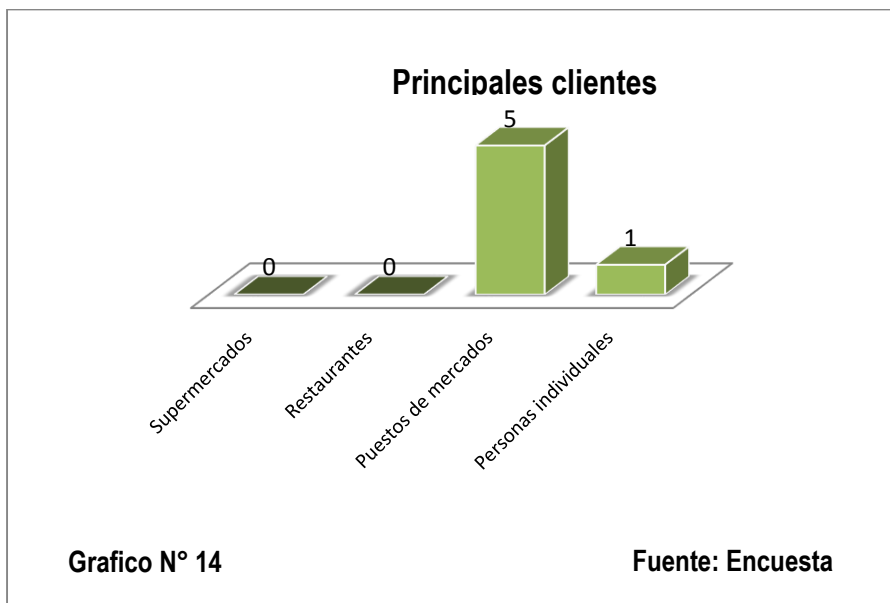 Principales clientes
5
1
0
0
Supermercados
Restaurantes
Puestos de mercados
Personas individuales
Grafico N° 14
Fuente: Encuesta